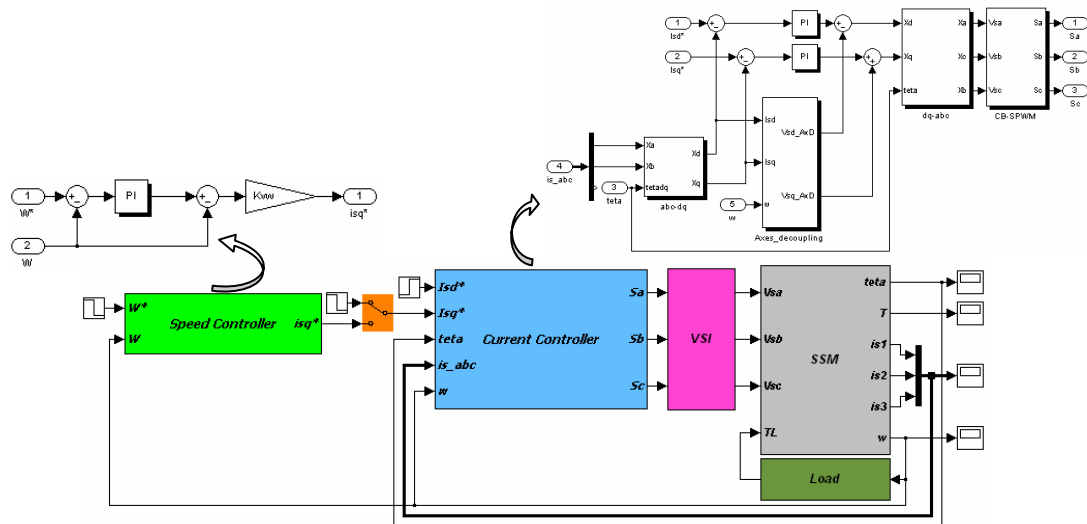 1
Isd*
PI
Xd
Xa
Vsa
Sa
1
Sa
2
Isq*
PI
Xq
Xc
Vsb
Sb
2
Sb
teta
Xb
Vsc
Sc
3
Sc
dq-abc
CB-SPWM
4
is_abc
Xa
Xb
tetadq
Xd
Xq
abc-dq
3
teta
Isd
Isq
w
Vsd_AxD
Vsq_AxD
Axes_decoupling
5
w
1
W*
PI
Kw
1
isq*
2
W
W*
W
Speed Controller
isq*
Isd*
Isq*
teta
is_abc
w
Current Controller
Sa
Sb
Sc
VSI
Vsa
Vsb
Vsc
TL
SSM
teta
T
is1
is2
is3
w
Load